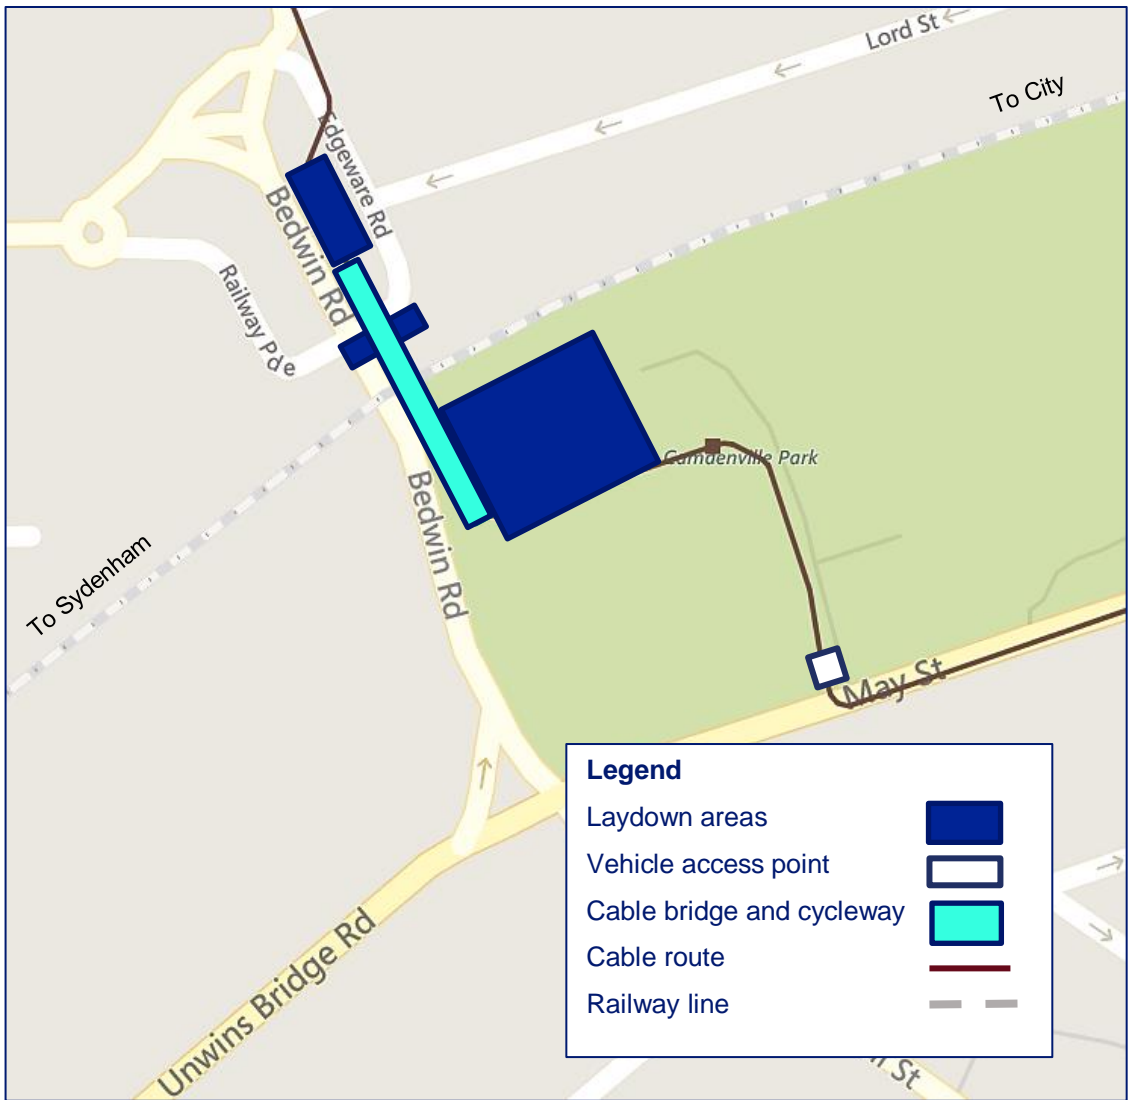 Lord St
To City
Edgeware Rd
Bedwin Rd
Railway Pde
Camdenville Park
Bedwin Rd
To Sydenham
May St
Legend
Laydown areas
Vehicle access point
Cable bridge and cycleway
Cable route
Railway line
Unwins Bridge Rd
St